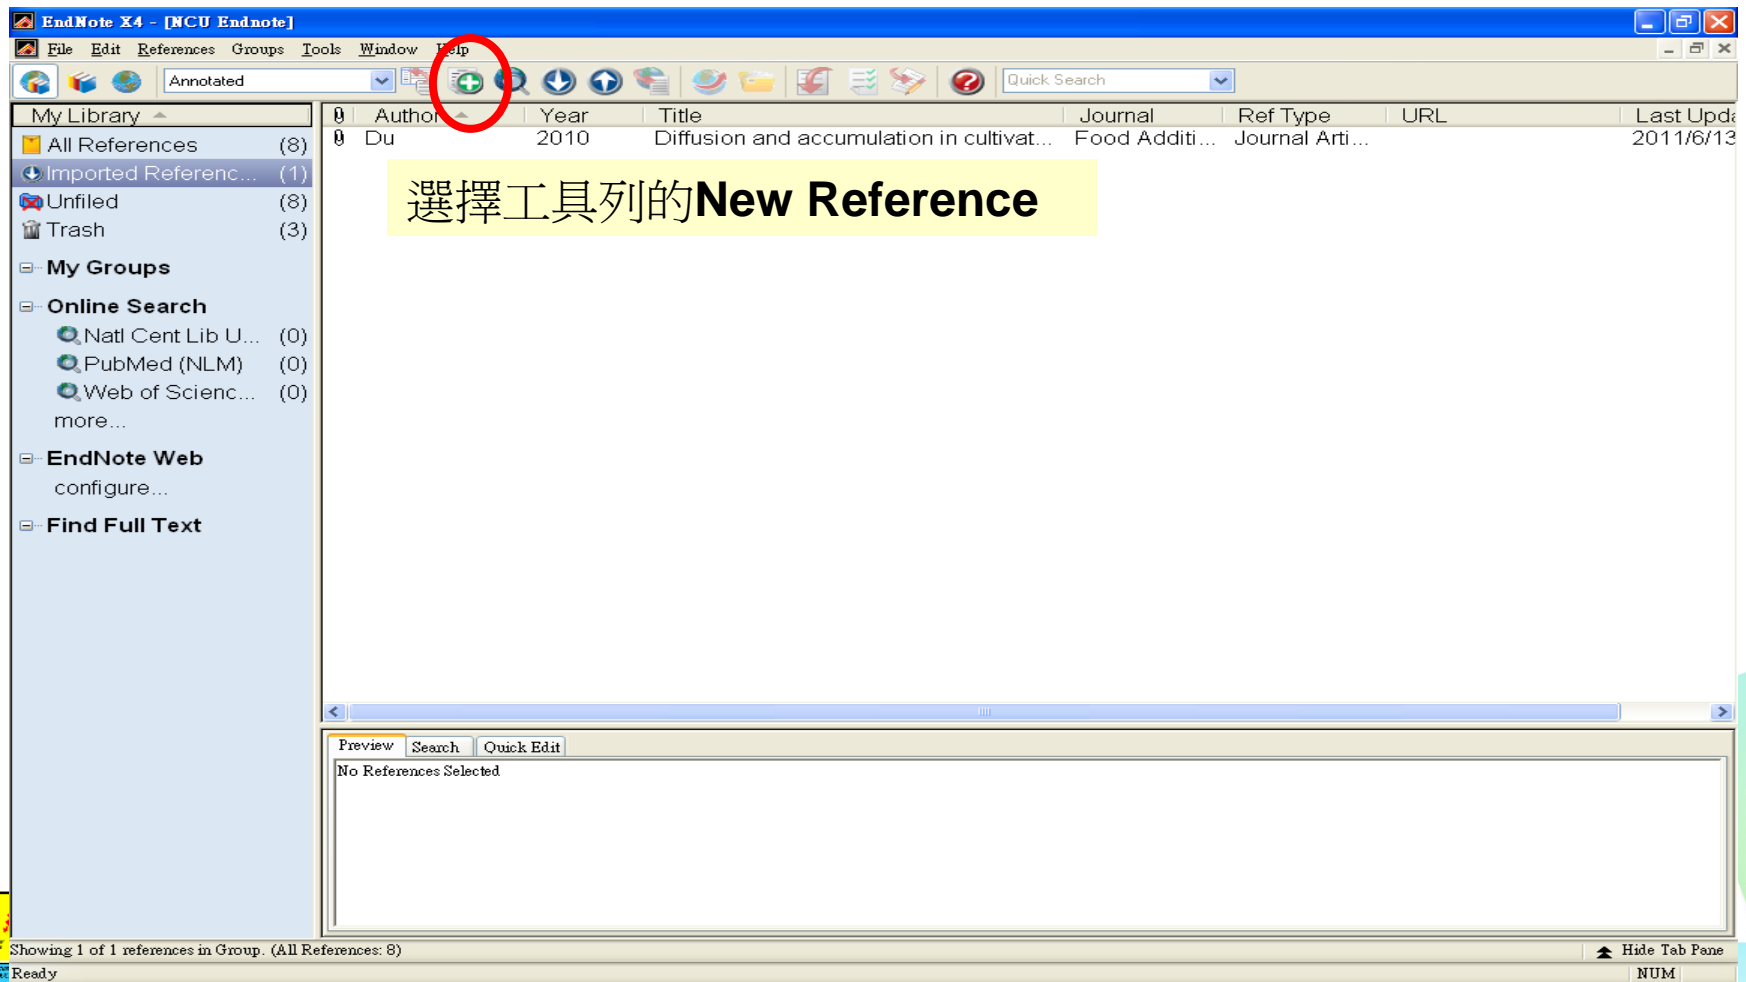 EndNote X4 - [NCU Endnote]
File Edit References Groups Tools Window Help
Annotated Quick Search
My Library
All References (8)
Imported Referenc... (1)
Unfiled (8)
Trash (3)
My Groups
Online Search
Natl Cent Lib U... (0)
PubMed (NLM) (0)
Web of Scienc... (0)
more...
EndNote Web
configure...
Find Full Text
Author Year Title Journal Ref Type URL Last Upda
Du 2010 Diffusion and accumulation in cultivat... Food Additi... Journal Arti... 2011/6/13
選擇工具列的New Reference
Preview Search Quick Edit
No References Selected
Showing 1 of 1 references in Group. (All References: 8) Hide Tab Pane
Ready NUM